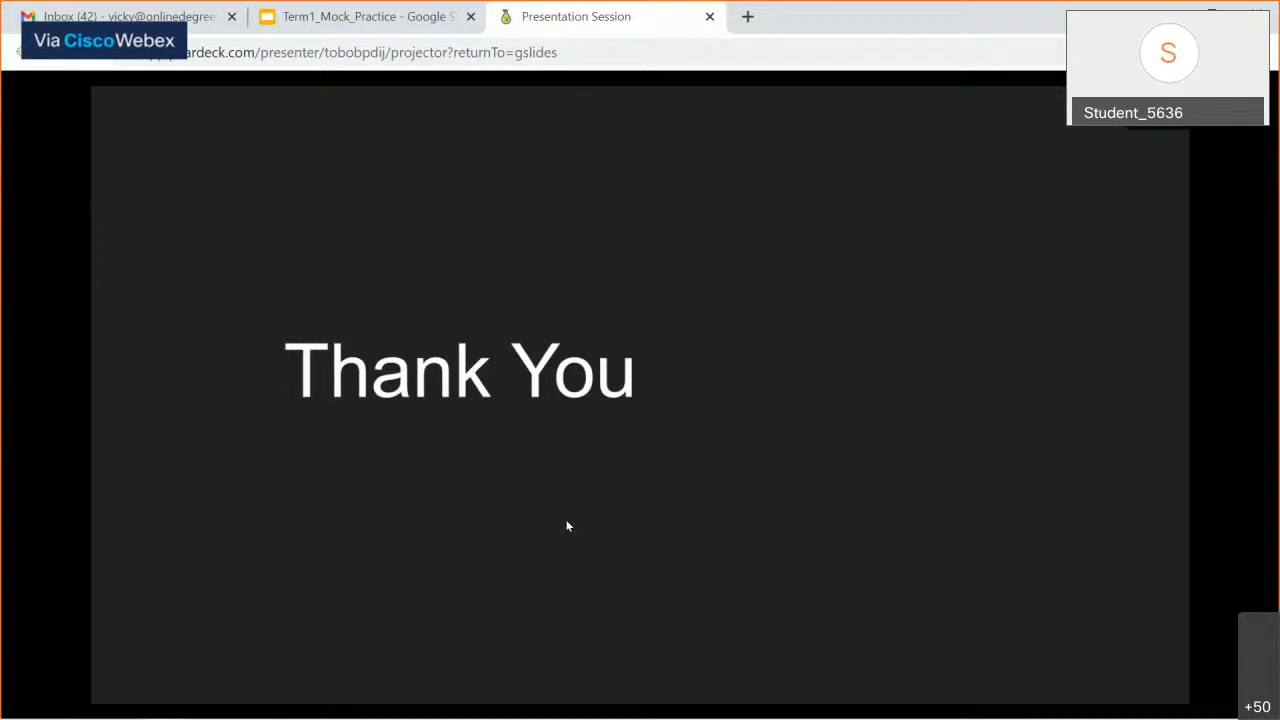 Inbox (42) - vicky@onlinedegree
Term1_Mock_Practice - Google S
Presentation Session
Via CiscoWebex
ardeck.com/presenter/tobobpdij/projector?returnTo=gslides
S
Student_5636
Thank You
+50